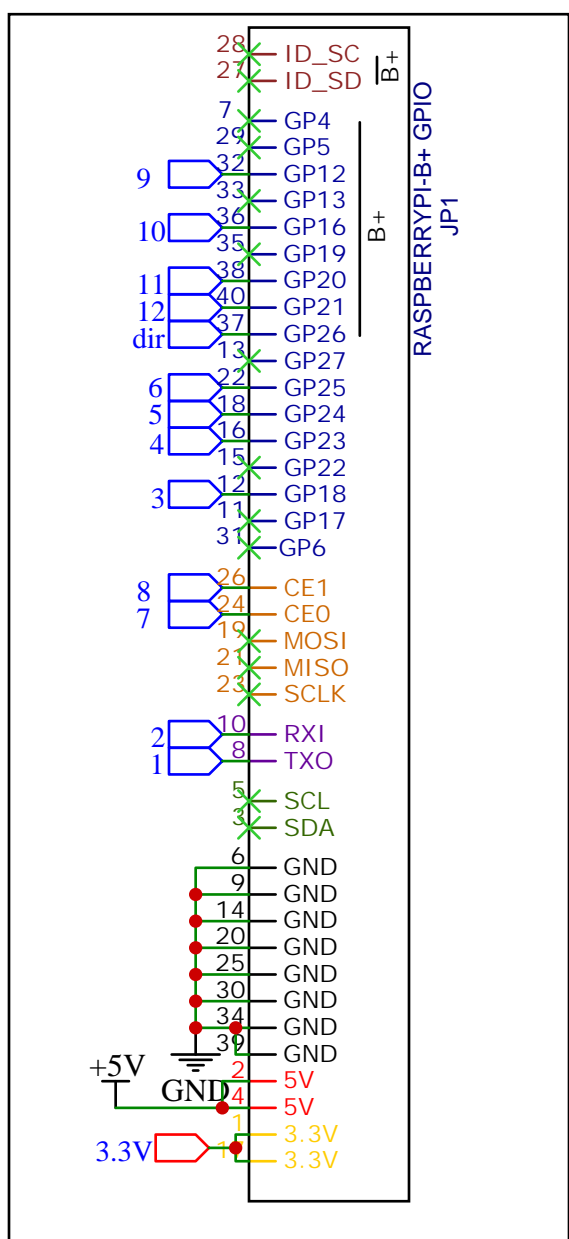 28 ID_SC
27 ID_SD
B+
7 GP4
29 GP5
9 32 GP12
33 GP13
10 36 GP16
35 GP19
11 38 GP20
12 40 GP21
dir 37 GP26
B+
13 GP27
6 22 GP25
5 18 GP24
4 16 GP23
15 GP22
3 12 GP18
11 GP17
31 GP6
RASPBERRYPI-B+ GPIO
JP1
8 26 CE1
7 24 CE0
19 MOSI
21 MISO
23 SCLK
2 10 RXI
1 8 TXO
5 SCL
3 SDA
6 GND
9 GND
14 GND
20 GND
25 GND
30 GND
34 GND
39 GND
+5V
GND
2 5V
4 5V
3.3V
1 3.3V
3.3V